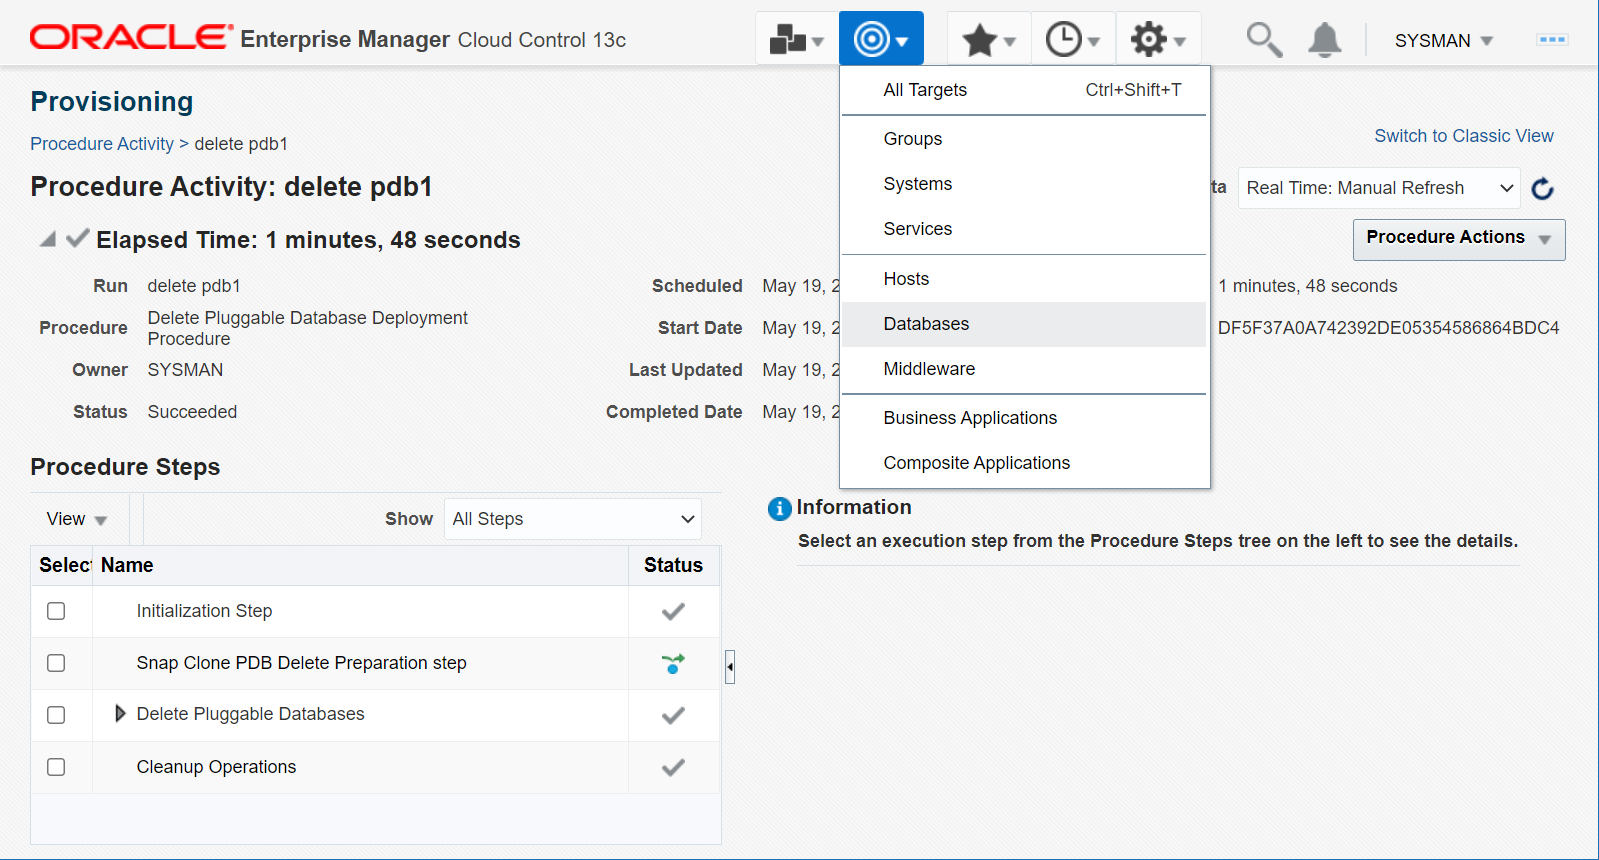 ORACLE® Enterprise Manager Cloud Control 13c
SYSMAN
Provisioning
Procedure Activity > delete pdb1
Switch to Classic View
Procedure Activity: delete pdb1
ta Real Time: Manual Refresh
Procedure Actions
Elapsed Time: 1 minutes, 48 seconds
Run delete pdb1
Procedure Delete Pluggable Database Deployment
Procedure
Owner SYSMAN
Status Succeeded
Scheduled May 19, 2
Start Date May 19, 2
Last Updated May 19, 2
Completed Date May 19, 2
1 minutes, 48 seconds
DF5F37A0A742392DE05354586864BDC4
All Targets Ctrl+Shift+T
Groups
Systems
Services
Hosts
Databases
Middleware
Business Applications
Composite Applications
Procedure Steps
View Show All Steps
Select Name Status
Initialization Step
Snap Clone PDB Delete Preparation step
Delete Pluggable Databases
Cleanup Operations
Information
Select an execution step from the Procedure Steps tree on the left to see the details.